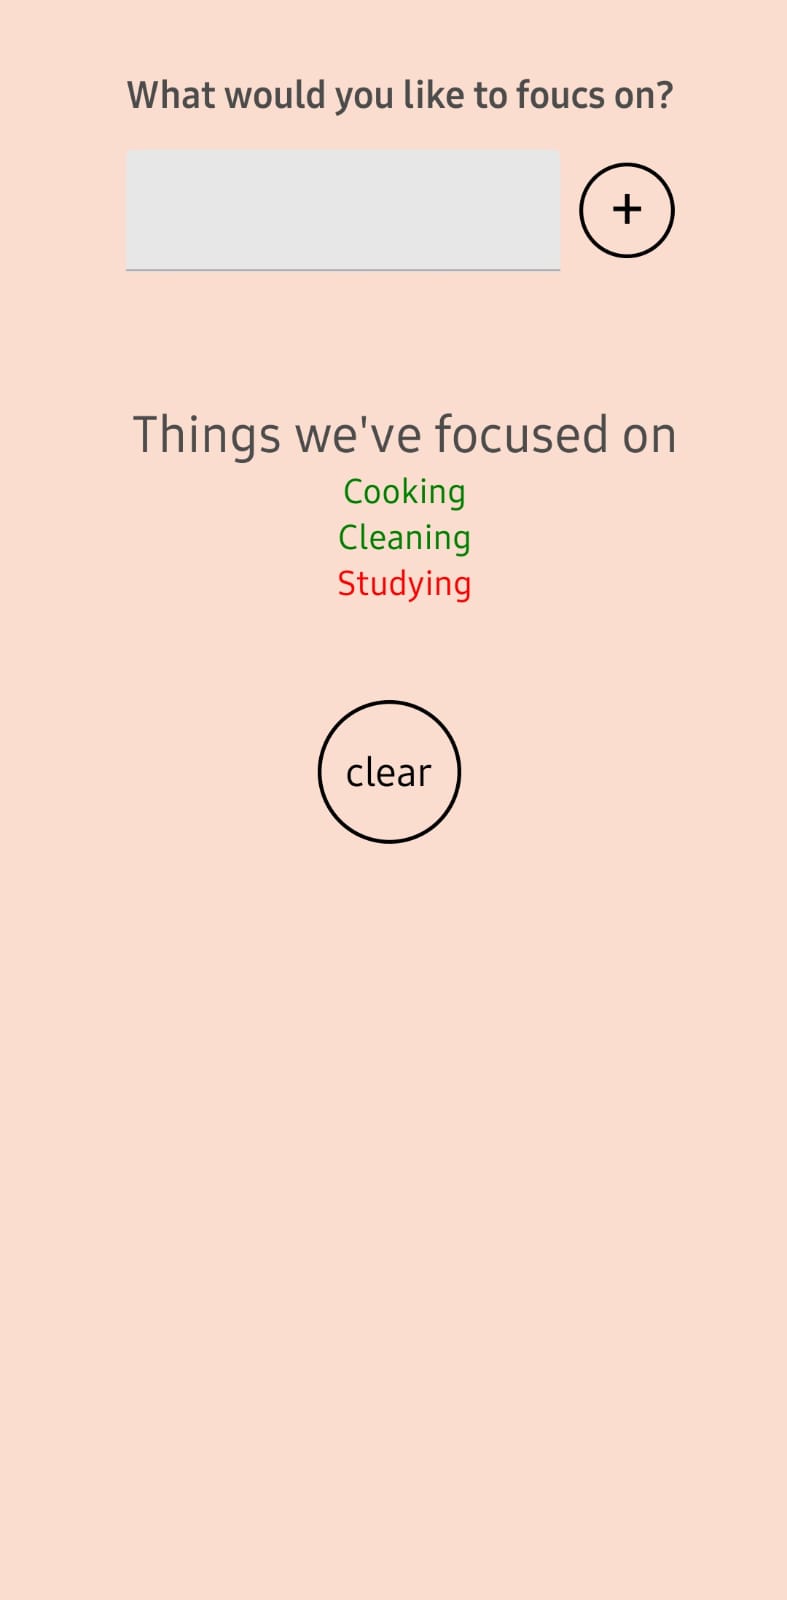 What would you like to foucs on?
+
Things we've focused on
Cooking
Cleaning
Studying
clear